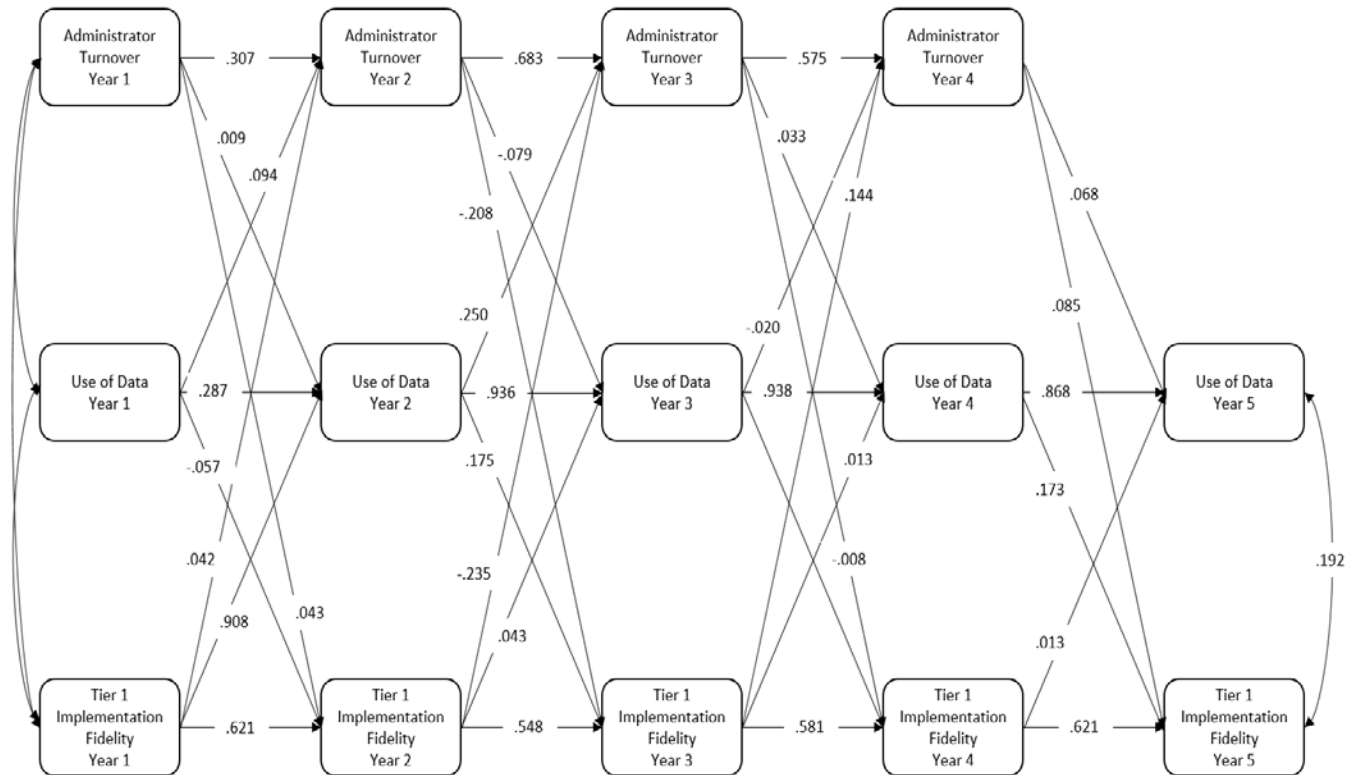 Administrator
Turnover
Year 1
Administrator
Turnover
Year 2
Administrator
Turnover
Year 3
Administrator
Turnover
Year 4
.307
.683
.575
.009
.094
-.079
-.208
.033
.144
.068
.250
-.020
.085
Use of Data
Year 1
.287
Use of Data
Year 2
.936
Use of Data
Year 3
.938
Use of Data
Year 4
.868
Use of Data
Year 5
-.057
.175
.013
.173
.042
.908
.043
-.235
.043
-.008
.013
.192
Tier 1
Implementation
Fidelity
Year 1
.621
Tier 1
Implementation
Fidelity
Year 2
.548
Tier 1
Implementation
Fidelity
Year 3
.581
Tier 1
Implementation
Fidelity
Year 4
.621
Tier 1
Implementation
Fidelity
Year 5